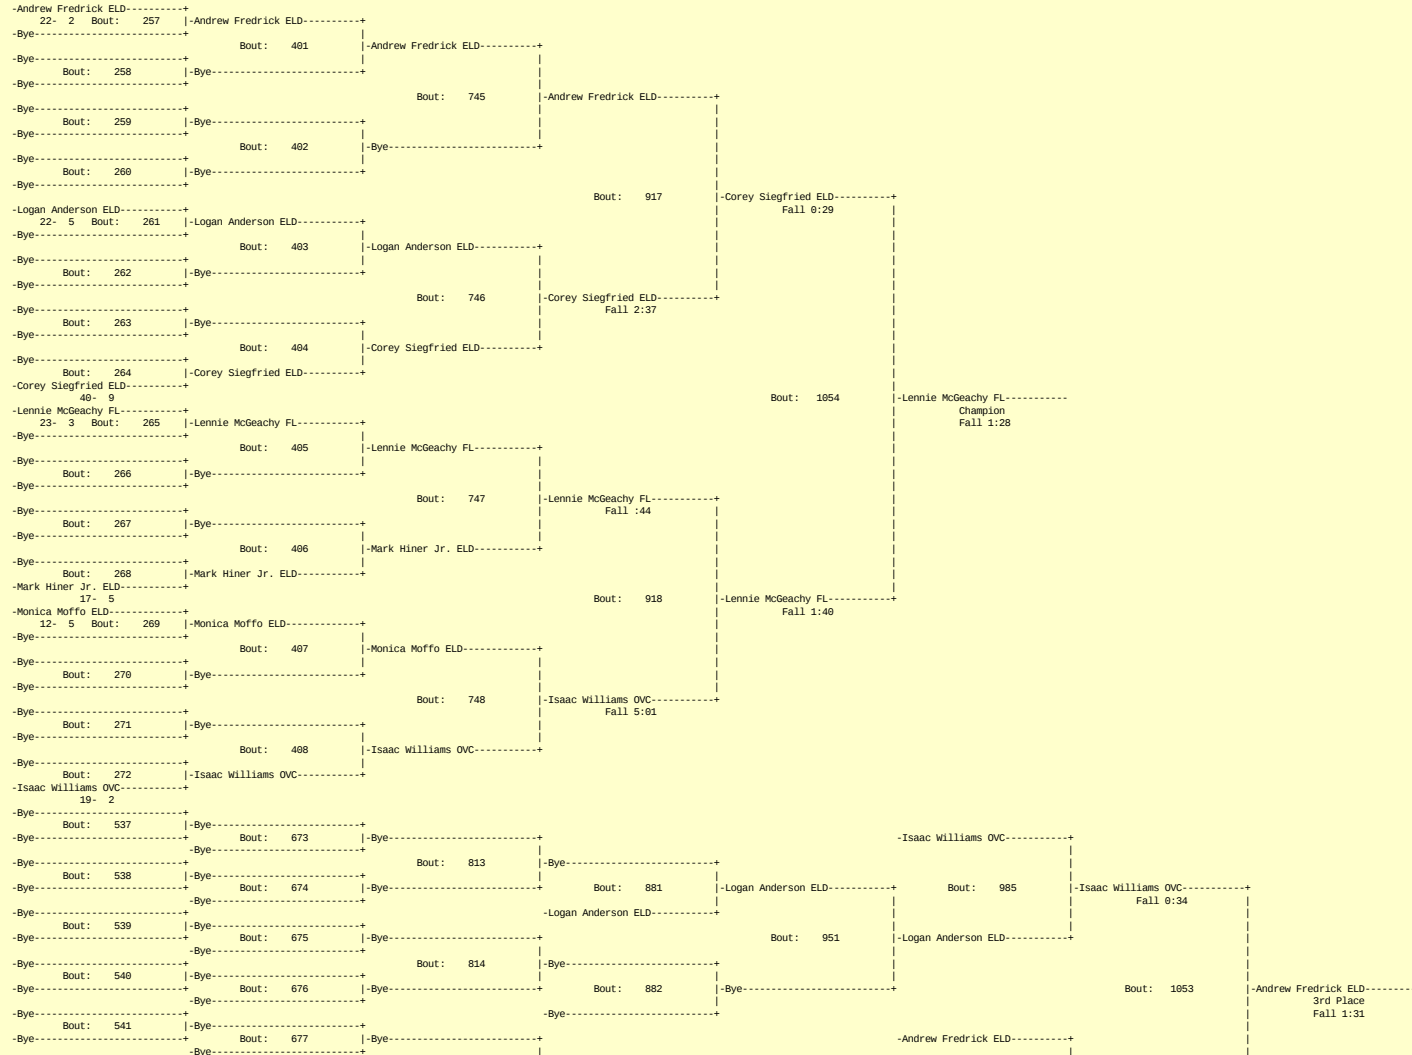 -Andrew Fredrick ELD----------+
22- 2 Bout: 257 |-Andrew Fredrick ELD----------+
-Bye--------------------------+ |
Bout: 401 |-Andrew Fredrick ELD----------+
-Bye--------------------------+ | |
Bout: 258 |-Bye--------------------------+ |
-Bye--------------------------+ |
Bout: 745 |-Andrew Fredrick ELD----------+
-Bye--------------------------+ | |
Bout: 259 |-Bye--------------------------+ | |
-Bye--------------------------+ | | |
Bout: 402 |-Bye--------------------------+ |
-Bye--------------------------+ | |
Bout: 260 |-Bye--------------------------+ |
-Bye--------------------------+ |
Bout: 917 |-Corey Siegfried ELD----------+
-Logan Anderson ELD-----------+ | Fall 0:29 |
22- 5 Bout: 261 |-Logan Anderson ELD-----------+ | |
-Bye--------------------------+ | | |
Bout: 403 |-Logan Anderson ELD-----------+ | |
-Bye--------------------------+ | | | |
Bout: 262 |-Bye--------------------------+ | | |
-Bye--------------------------+ | | |
Bout: 746 |-Corey Siegfried ELD----------+ |
-Bye--------------------------+ | Fall 2:37 |
Bout: 263 |-Bye--------------------------+ | |
-Bye--------------------------+ | | |
Bout: 404 |-Corey Siegfried ELD----------+ |
-Bye--------------------------+ | |
Bout: 264 |-Corey Siegfried ELD----------+ |
-Corey Siegfried ELD----------+ |
40- 9 Bout: 1054 |-Lennie McGeachy FL-----------
-Lennie McGeachy FL-----------+ | Champion
23- 3 Bout: 265 |-Lennie McGeachy FL-----------+ | Fall 1:28
-Bye--------------------------+ | |
Bout: 405 |-Lennie McGeachy FL-----------+ |
-Bye--------------------------+ | | |
Bout: 266 |-Bye--------------------------+ | |
-Bye--------------------------+ | |
Bout: 747 |-Lennie McGeachy FL-----------+ |
-Bye--------------------------+ | Fall :44 | |
Bout: 267 |-Bye--------------------------+ | | |
-Bye--------------------------+ | | | |
Bout: 406 |-Mark Hiner Jr. ELD-----------+ | |
-Bye--------------------------+ | | |
Bout: 268 |-Mark Hiner Jr. ELD-----------+ | |
-Mark Hiner Jr. ELD-----------+ | |
17- 5 Bout: 918 |-Lennie McGeachy FL-----------+
-Monica Moffo ELD-------------+ | Fall 1:40
12- 5 Bout: 269 |-Monica Moffo ELD-------------+ |
-Bye--------------------------+ | |
Bout: 407 |-Monica Moffo ELD-------------+ |
-Bye--------------------------+ | | |
Bout: 270 |-Bye--------------------------+ | |
-Bye--------------------------+ | |
Bout: 748 |-Isaac Williams OVC-----------+
-Bye--------------------------+ | Fall 5:01
Bout: 271 |-Bye--------------------------+ |
-Bye--------------------------+ | |
Bout: 408 |-Isaac Williams OVC-----------+
-Bye--------------------------+ |
Bout: 272 |-Isaac Williams OVC-----------+
-Isaac Williams OVC-----------+
19- 2
-Bye--------------------------+
Bout: 537 |-Bye--------------------------+
-Bye--------------------------+ Bout: 673 |-Bye--------------------------+ -Isaac Williams OVC-----------+
-Bye--------------------------+ | |
-Bye--------------------------+ Bout: 813 |-Bye--------------------------+ |
Bout: 538 |-Bye--------------------------+ | | |
-Bye--------------------------+ Bout: 674 |-Bye--------------------------+ Bout: 881 |-Logan Anderson ELD-----------+ Bout: 985 |-Isaac Williams OVC-----------+
-Bye--------------------------+ | | | Fall 0:34 |
-Bye--------------------------+ -Logan Anderson ELD-----------+ | | |
Bout: 539 |-Bye--------------------------+ | | |
-Bye--------------------------+ Bout: 675 |-Bye--------------------------+ Bout: 951 |-Logan Anderson ELD-----------+ |
-Bye--------------------------+ | | |
-Bye--------------------------+ Bout: 814 |-Bye--------------------------+ | |
Bout: 540 |-Bye--------------------------+ | | | |
-Bye--------------------------+ Bout: 676 |-Bye--------------------------+ Bout: 882 |-Bye--------------------------+ Bout: 1053 |-Andrew Fredrick ELD--------
-Bye--------------------------+ | | 3rd Place
-Bye--------------------------+ -Bye--------------------------+ | Fall 1:31
Bout: 541 |-Bye--------------------------+ |
-Bye--------------------------+ Bout: 677 |-Bye--------------------------+ -Andrew Fredrick ELD----------+ |
-Bye--------------------------+ | | |